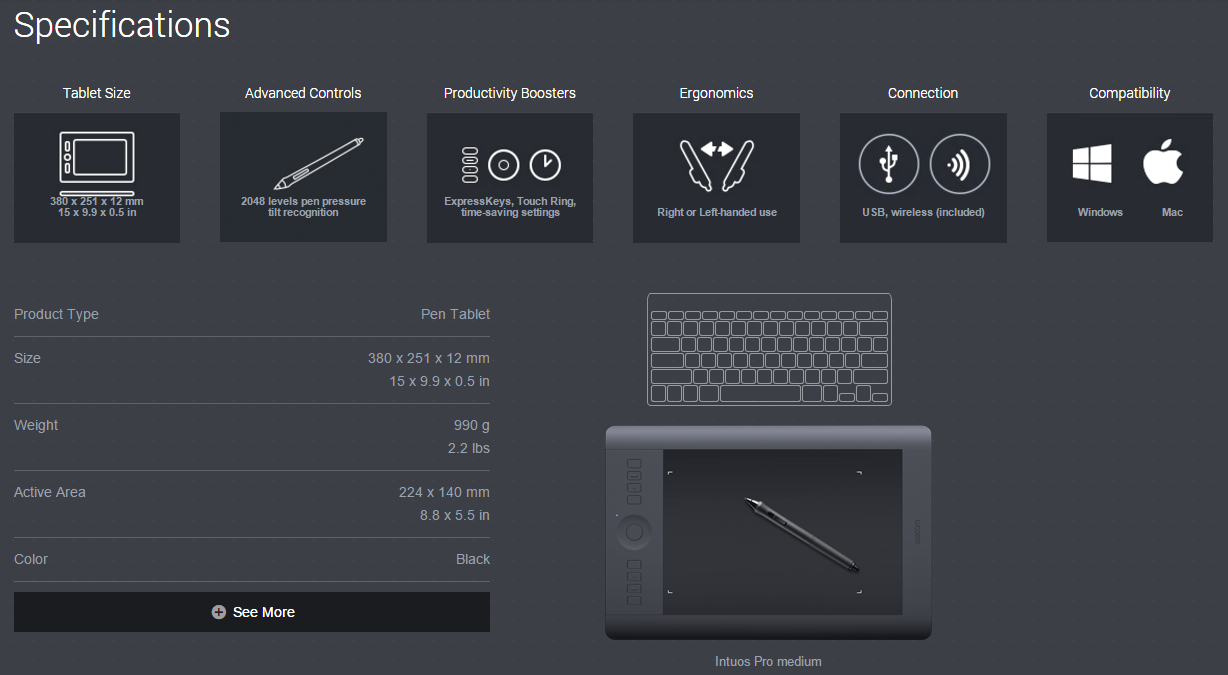 Specifications
Tablet Size
Advanced Controls
Productivity Boosters
Ergonomics
Connection
Compatibility
380 x 251 x 12 mm
15 x 9.9 x 0.5 in
2048 levels pen pressure
tilt recognition
ExpressKeys, Touch Ring,
time-saving settings
Right or Left-handed use
USB, wireless (included)
Windows
Mac
Product Type Pen Tablet
Size 380 x 251 x 12 mm
15 x 9.9 x 0.5 in
Weight 990 g
2.2 lbs
Active Area 224 x 140 mm
8.8 x 5.5 in
Color Black
See More
wacom
Intuos Pro medium